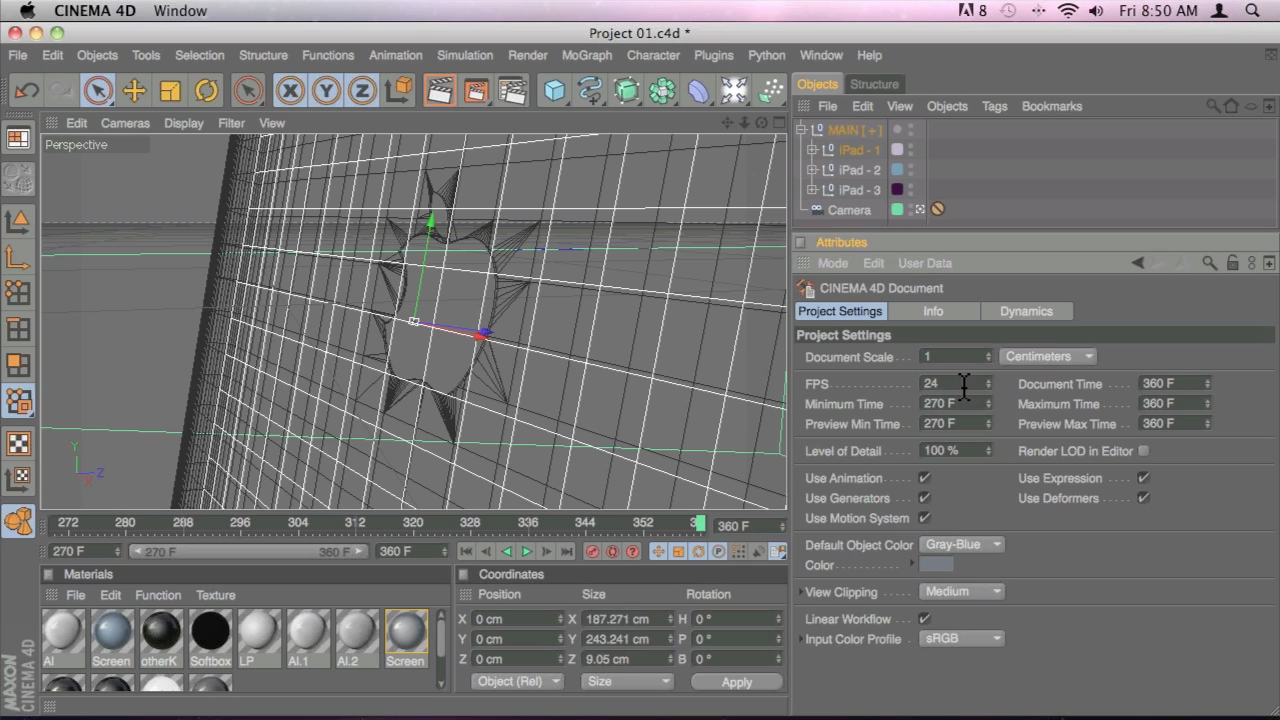 CINEMA 4D Window 8 Fri 8:50 AM
Project 01.c4d *
File Edit Objects Tools Selection Structure Functions Animation Simulation Render MoGraph Character Plugins Python Window Help
X Y Z
Objects Structure
File Edit View Objects Tags Bookmarks
MAIN [ + ]
iPad - 1
iPad - 2
iPad - 3
Camera
Edit Cameras Display Filter View
Perspective
Y
Z
X
Attributes
Mode Edit User Data
CINEMA 4D Document
Project Settings Info Dynamics
Project Settings
Document Scale 1 Centimeters
FPS 24 Document Time 360 F
Minimum Time 270 F Maximum Time 360 F
Preview Min Time 270 F Preview Max Time 360 F
Level of Detail 100 % Render LOD in Editor
Use Animation Use Expression
Use Generators Use Deformers
Use Motion System
Default Object Color Gray-Blue
Color
View Clipping Medium
Linear Workflow
Input Color Profile sRGB
272 280 288 296 304 312 320 328 336 344 352 360 F
270 F 270 F 360 F 360 F
Materials
File Edit Function Texture
Al Screen otherK Softbox LP Al.1 Al.2 Screen
Coordinates
Position Size Rotation
X 0 cm X 187.271 cm H 0 °
Y 0 cm Y 243.241 cm P 0 °
Z 0 cm Z 9.05 cm B 0 °
Object (Rel) Size Apply
MAXON CINEMA 4D